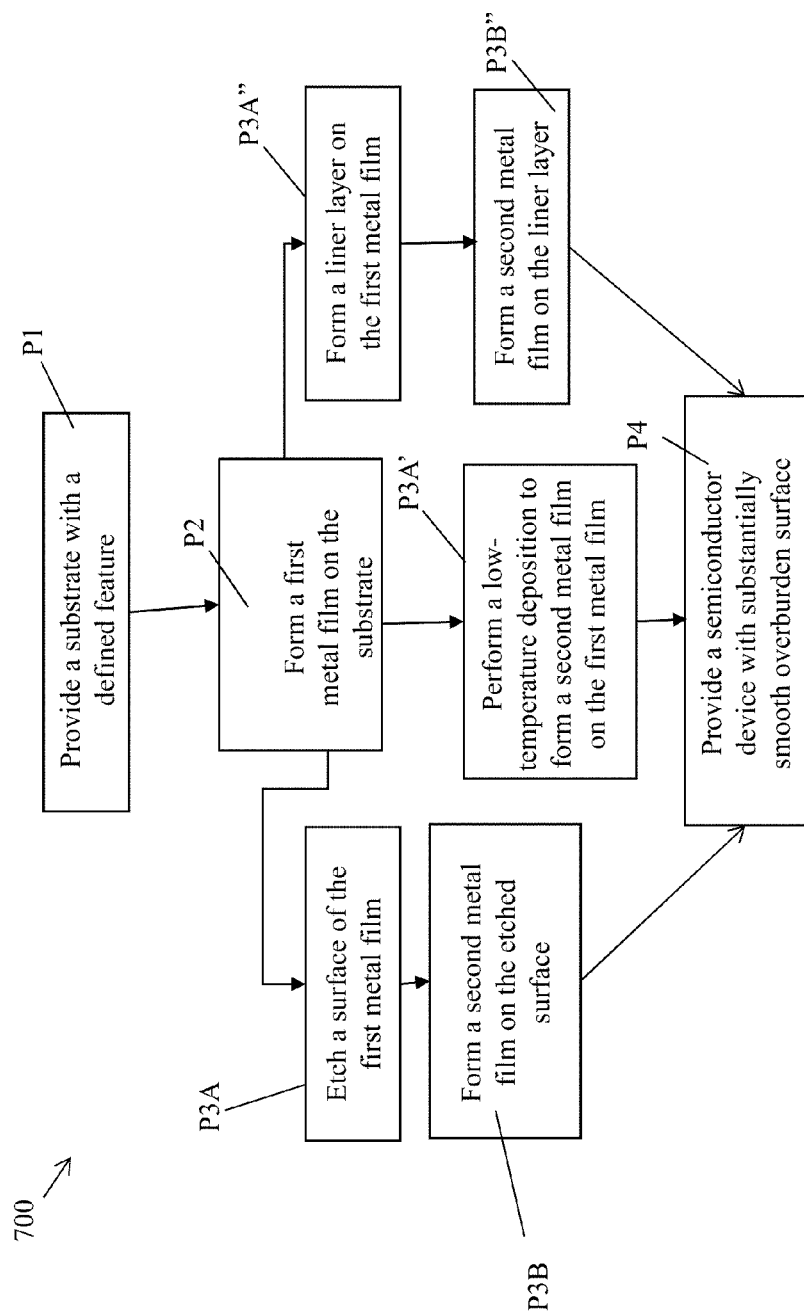 700
P1
Provide a substrate with a
defined feature
P2
Form a first
metal film on the
substrate
P3A
Etch a surface of the
first metal film
P3B
Form a second metal
film on the etched
surface
P3A’
Perform a low-
temperature deposition to
form a second metal film
on the first metal film
P3A”
Form a liner layer on
the first metal film
P3B”
Form a second metal
film on the liner layer
P4
Provide a semiconductor
device with substantially
smooth overburden surface